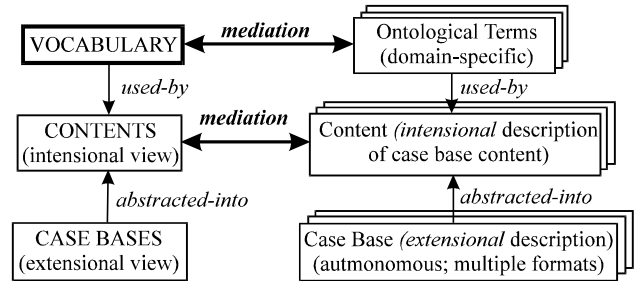 mediation
VOCABULARY
Ontological Terms
(domain-specific)
used-by
used-by
mediation
CONTENTS
(intensional view)
Content (intensional description
of case base content)
abstracted-into
abstracted-into
CASE BASES
(extensional view)
Case Base (extensional description)
(autmonomous; multiple formats)